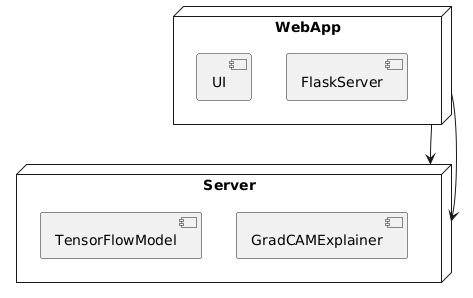 WebApp
UI
FlaskServer
Server
TensorFlowModel
GradCAMExplainer